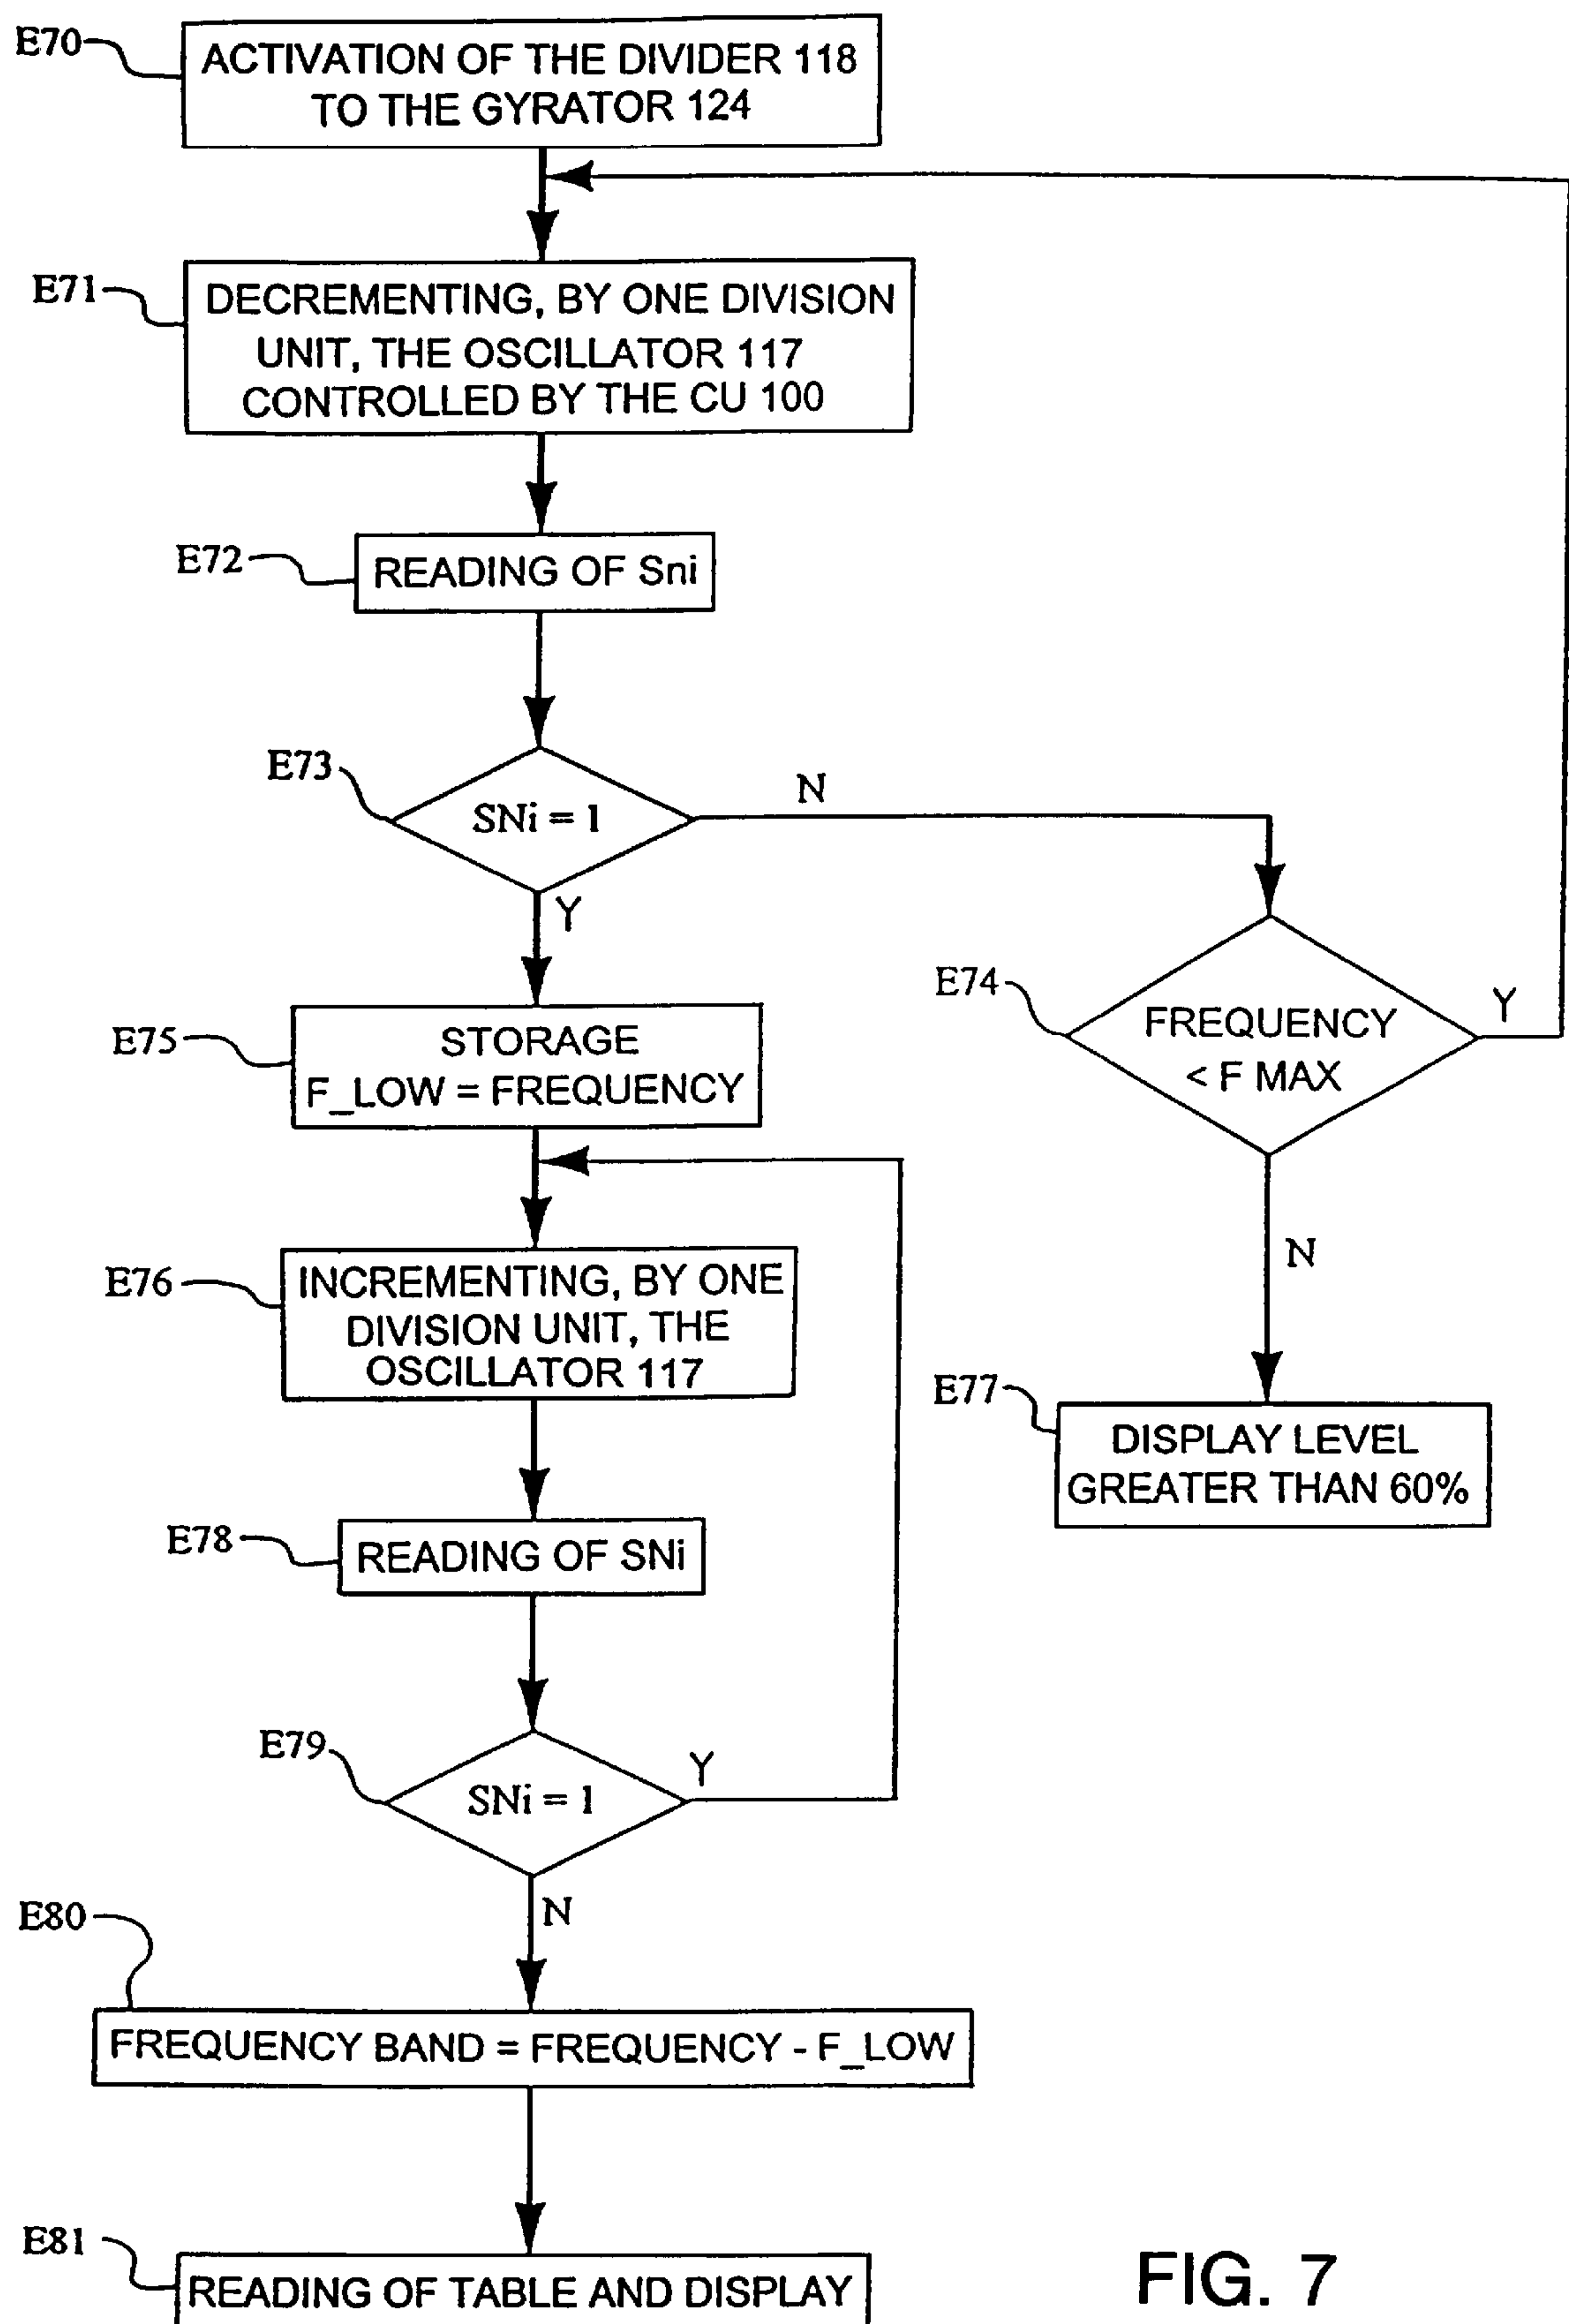 E70
ACTIVATION OF THE DIVIDER 118
TO THE GYRATOR 124
E71
DECREMENTING, BY ONE DIVISION
UNIT, THE OSCILLATOR 117
CONTROLLED BY THE CU 100
E72
READING OF Sni
E73
SNi = 1
N
Y
E74
FREQUENCY
< F MAX
Y
N
E75
STORAGE
F_LOW = FREQUENCY
E76
INCREMENTING, BY ONE
DIVISION UNIT, THE
OSCILLATOR 117
E77
DISPLAY LEVEL
GREATER THAN 60%
E78
READING OF SNi
E79
SNi = 1
Y
N
E80
FREQUENCY BAND = FREQUENCY - F_LOW
E81
READING OF TABLE AND DISPLAY
FIG. 7